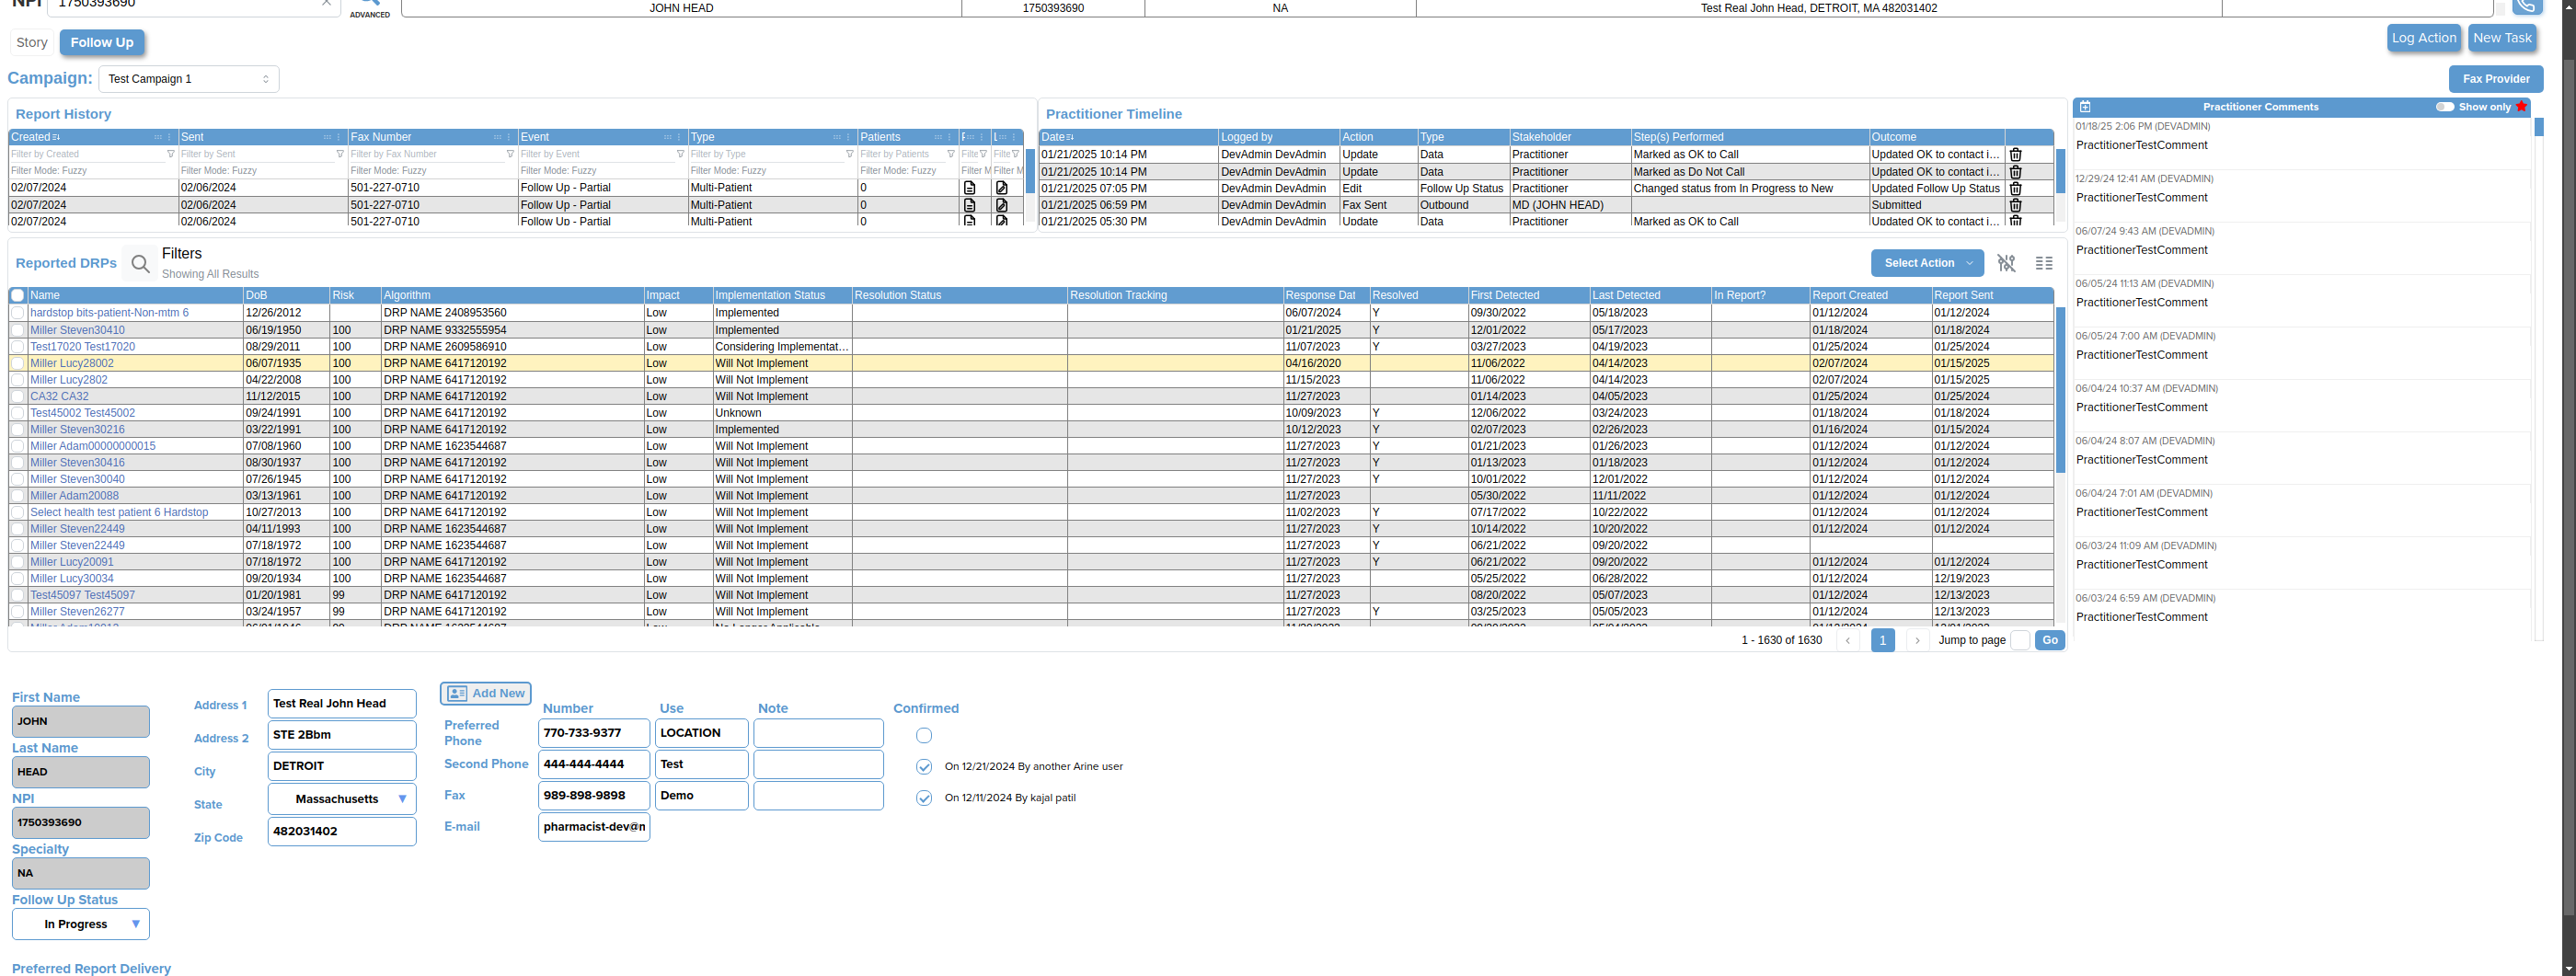 NPI 1750393690 ADVANCED JOHN HEAD 1750393690 NA Test Real John Head, DETROIT, MA 482031402
Story Follow Up Log Action New Task
Campaign: Test Campaign 1 Fax Provider
Report History
Created Sent Fax Number Event Type Patients
Filter by Created Filter by Sent Filter by Fax Number Filter by Event Filter by Type Filter by Patients Filte Filte
Filter Mode: Fuzzy Filter Mode: Fuzzy Filter Mode: Fuzzy Filter Mode: Fuzzy Filter Mode: Fuzzy Filter Mode: Fuzzy Filter M Filter M
02/07/2024 02/06/2024 501-227-0710 Follow Up - Partial Multi-Patient 0
02/07/2024 02/06/2024 501-227-0710 Follow Up - Partial Multi-Patient 0
02/07/2024 02/06/2024 501-227-0710 Follow Up - Partial Multi-Patient 0
Practitioner Timeline
Date Logged by Action Type Stakeholder Step(s) Performed Outcome
01/21/2025 10:14 PM DevAdmin DevAdmin Update Data Practitioner Marked as OK to Call Updated OK to contact i...
01/21/2025 10:14 PM DevAdmin DevAdmin Update Data Practitioner Marked as Do Not Call Updated OK to contact i...
01/21/2025 07:05 PM DevAdmin DevAdmin Edit Follow Up Status Practitioner Changed status from In Progress to New Updated Follow Up Status
01/21/2025 06:59 PM DevAdmin DevAdmin Fax Sent Outbound MD (JOHN HEAD) Submitted
01/21/2025 05:30 PM DevAdmin DevAdmin Update Data Practitioner Marked as OK to Call Updated OK to contact i...
Practitioner Comments Show only
01/18/25 2:06 PM (DEVADMIN)
PractitionerTestComment
12/29/24 12:41 AM (DEVADMIN)
PractitionerTestComment
06/07/24 9:43 AM (DEVADMIN)
PractitionerTestComment
06/05/24 11:13 AM (DEVADMIN)
PractitionerTestComment
06/05/24 7:00 AM (DEVADMIN)
PractitionerTestComment
06/04/24 10:37 AM (DEVADMIN)
PractitionerTestComment
06/04/24 8:07 AM (DEVADMIN)
PractitionerTestComment
06/04/24 7:01 AM (DEVADMIN)
PractitionerTestComment
06/03/24 11:09 AM (DEVADMIN)
PractitionerTestComment
06/03/24 6:59 AM (DEVADMIN)
PractitionerTestComment
Reported DRPs Filters
Showing All Results
Select Action
Name DoB Risk Algorithm Impact Implementation Status Resolution Status Resolution Tracking Response Dat Resolved First Detected Last Detected In Report? Report Created Report Sent
hardstop bits-patient-Non-mtm 6 12/26/2012 DRP NAME 2408953560 Low Implemented 06/07/2024 Y 09/30/2022 05/18/2023 01/12/2024 01/12/2024
Miller Steven30410 06/19/1950 100 DRP NAME 9332555954 Low Implemented 01/21/2025 Y 12/01/2022 05/17/2023 01/18/2024 01/18/2024
Test17020 Test17020 08/29/2011 100 DRP NAME 2609586910 Low Considering Implementat... 11/07/2023 Y 03/27/2023 04/19/2023 01/25/2024 01/25/2024
Miller Lucy28002 06/07/1935 100 DRP NAME 6417120192 Low Will Not Implement 04/16/2020 11/06/2022 04/14/2023 02/07/2024 01/15/2025
Miller Lucy2802 04/22/2008 100 DRP NAME 6417120192 Low Will Not Implement 11/15/2023 11/06/2022 04/14/2023 02/07/2024 01/15/2025
CA32 CA32 11/12/2015 100 DRP NAME 6417120192 Low Will Not Implement 11/27/2023 01/14/2023 04/05/2023 01/25/2024 01/25/2024
Test45002 Test45002 09/24/1991 100 DRP NAME 6417120192 Low Unknown 10/09/2023 Y 12/06/2022 03/24/2023 01/18/2024 01/18/2024
Miller Steven30216 03/22/1991 100 DRP NAME 6417120192 Low Implemented 10/12/2023 Y 02/07/2023 02/26/2023 01/16/2024 01/15/2024
Miller Adam00000000015 07/08/1960 100 DRP NAME 1623544687 Low Will Not Implement 11/27/2023 Y 01/21/2023 01/26/2023 01/12/2024 01/12/2024
Miller Steven30416 08/30/1937 100 DRP NAME 6417120192 Low Will Not Implement 11/27/2023 Y 01/13/2023 01/18/2023 01/12/2024 01/12/2024
Miller Steven30040 07/26/1945 100 DRP NAME 6417120192 Low Will Not Implement 11/27/2023 Y 10/01/2022 12/01/2022 01/12/2024 01/12/2024
Miller Adam20088 03/13/1961 100 DRP NAME 6417120192 Low Will Not Implement 11/27/2023 05/30/2022 11/11/2022 01/12/2024 01/12/2024
Select health test patient 6 Hardstop 10/27/2013 100 DRP NAME 6417120192 Low Will Not Implement 11/02/2023 Y 07/17/2022 10/22/2022 01/12/2024 01/12/2024
Miller Steven22449 04/11/1993 100 DRP NAME 1623544687 Low Will Not Implement 11/27/2023 Y 10/14/2022 10/20/2022 01/12/2024 01/12/2024
Miller Steven22449 07/18/1972 100 DRP NAME 1623544687 Low Will Not Implement 11/27/2023 Y 06/21/2022 09/20/2022
Miller Lucy20091 07/18/1972 100 DRP NAME 6417120192 Low Will Not Implement 11/27/2023 Y 06/21/2022 09/20/2022 01/12/2024 01/12/2024
Miller Lucy30034 09/20/1934 100 DRP NAME 1623544687 Low Will Not Implement 11/27/2023 05/25/2022 06/28/2022 01/12/2024 12/19/2023
Test45097 Test45097 01/20/1981 99 DRP NAME 6417120192 Low Will Not Implement 11/27/2023 08/20/2022 05/07/2023 01/12/2024 12/13/2023
Miller Steven26277 03/24/1957 99 DRP NAME 6417120192 Low Will Not Implement 11/27/2023 Y 03/25/2023 05/05/2023 01/12/2024 12/13/2023
1 - 1630 of 1630 1 Jump to page Go
First Name
JOHN
Last Name
HEAD
NPI
1750393690
Specialty
NA
Follow Up Status
In Progress
Preferred Report Delivery
Address 1 Test Real John Head
Address 2 STE 2Bbm
City DETROIT
State Massachusetts
Zip Code 482031402
Add New
Number Use Note Confirmed
Preferred Phone 770-733-9377 LOCATION
Second Phone 444-444-4444 Test On 12/21/2024 By another Arine user
Fax 989-898-9898 Demo On 12/11/2024 By kajal patil
E-mail pharmacist-dev@n